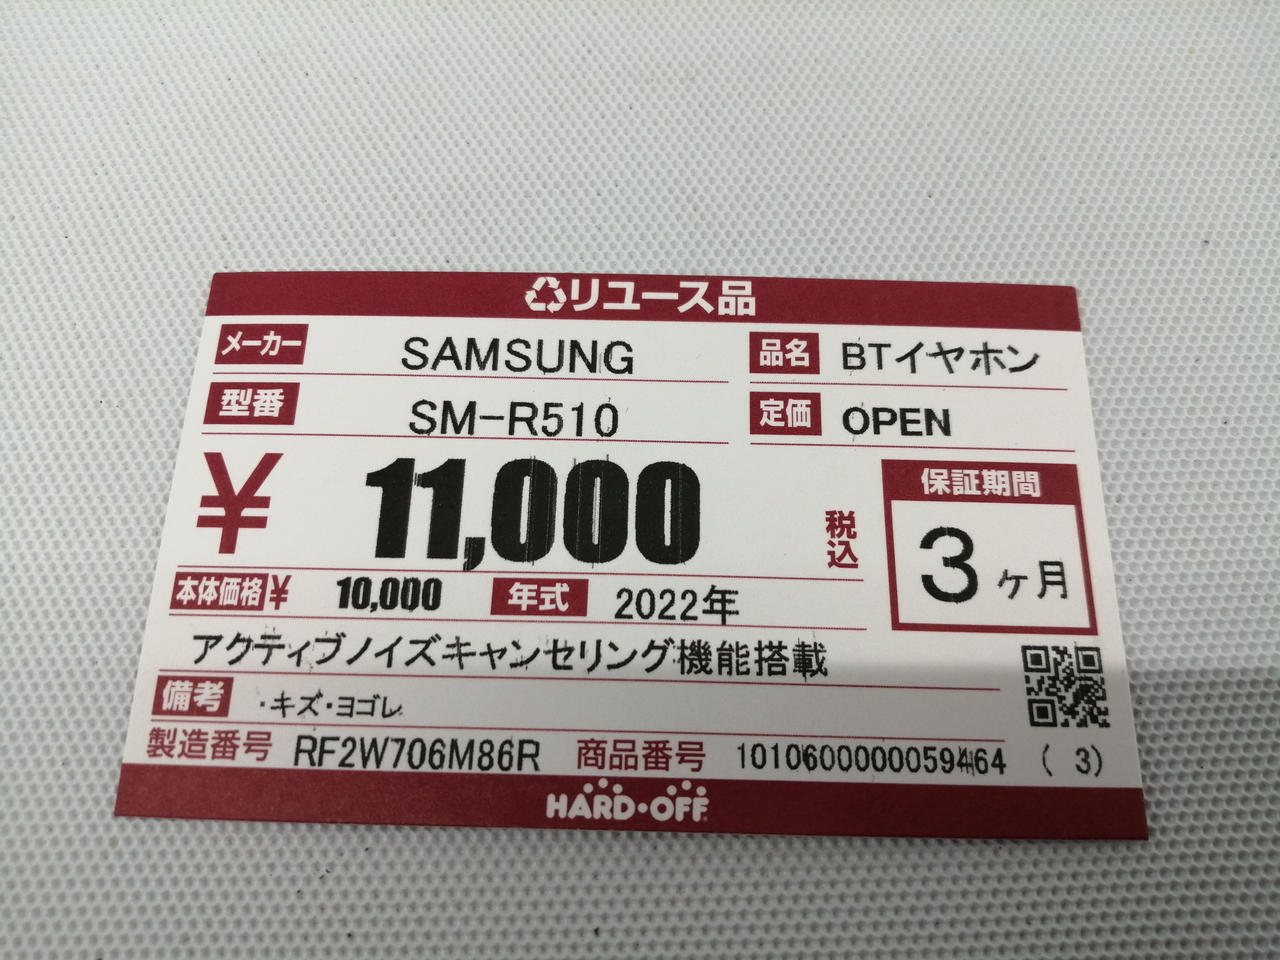 リユース品
メーカー SAMSUNG 品名 BTイヤホン
型番 SM-R510 定価 OPEN
¥ 11,000 税込
保証期間
3ヶ月
本体価格¥ 10,000 年式 2022年
アクティブノイズキャンセリング機能搭載
備考 ・キズ・ヨゴレ
製造番号 RF2W706M86R 商品番号 1010600000059464 (3)
HARD・OFF